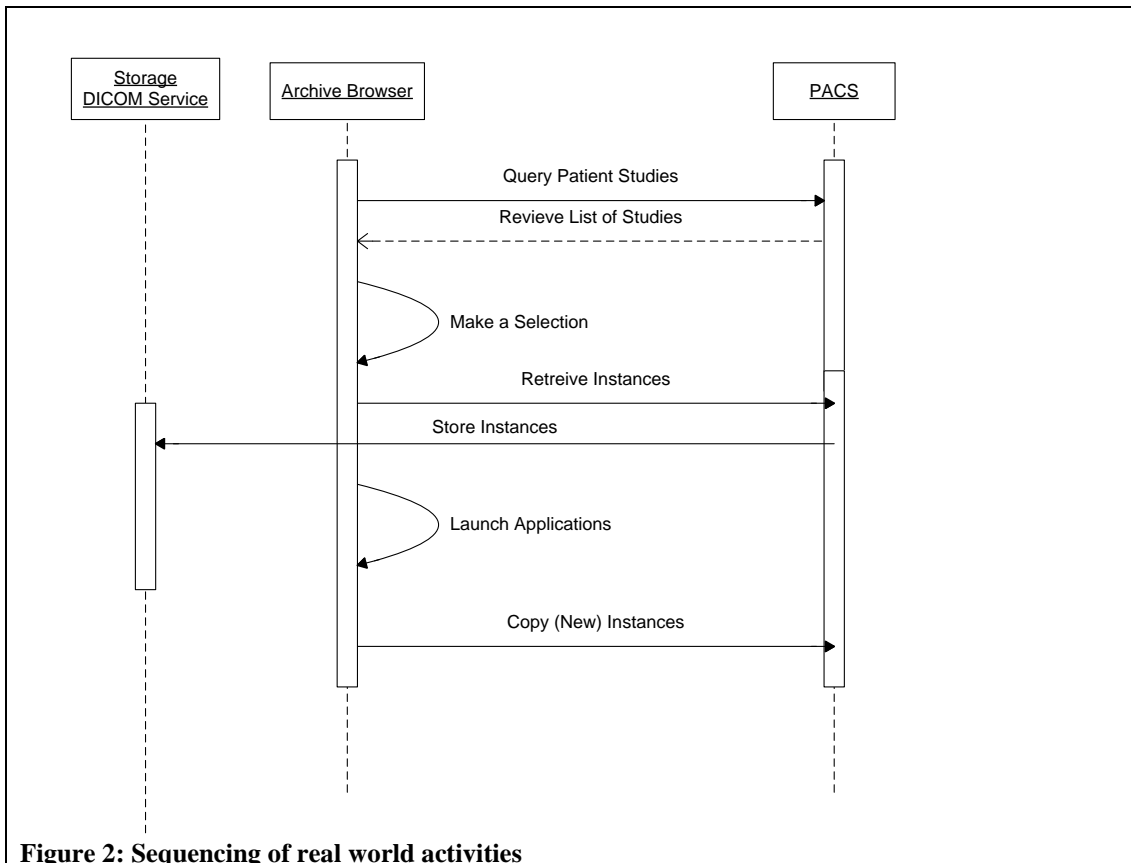 Storage
DICOM Service
Archive Browser
PACS
Query Patient Studies
Revieve List of Studies
Make a Selection
Retreive Instances
Store Instances
Launch Applications
Copy (New) Instances
Figure 2: Sequencing of real world activities